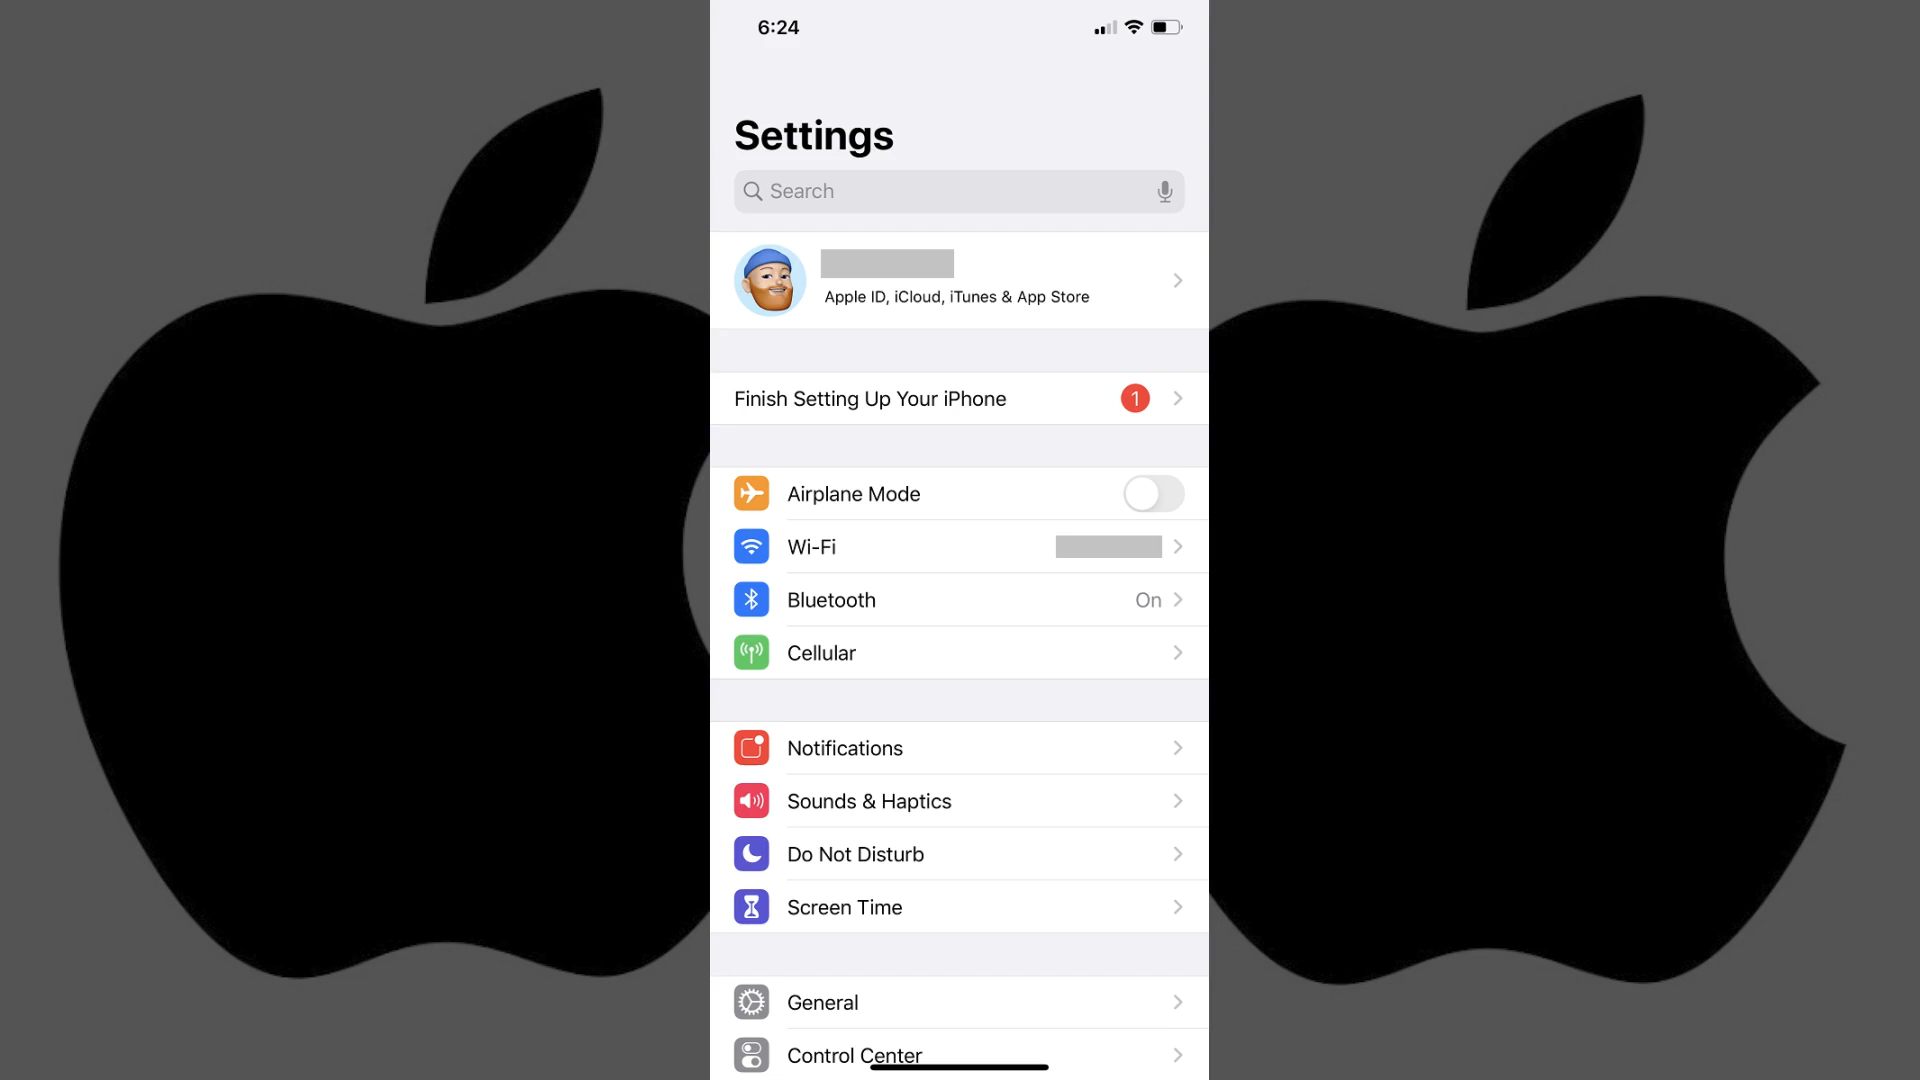 6:24
Settings
Search
Apple ID, iCloud, iTunes & App Store
Finish Setting Up Your iPhone 1
Airplane Mode
Wi-Fi
Bluetooth On
Cellular
Notifications
Sounds & Haptics
Do Not Disturb
Screen Time
General
Control Center